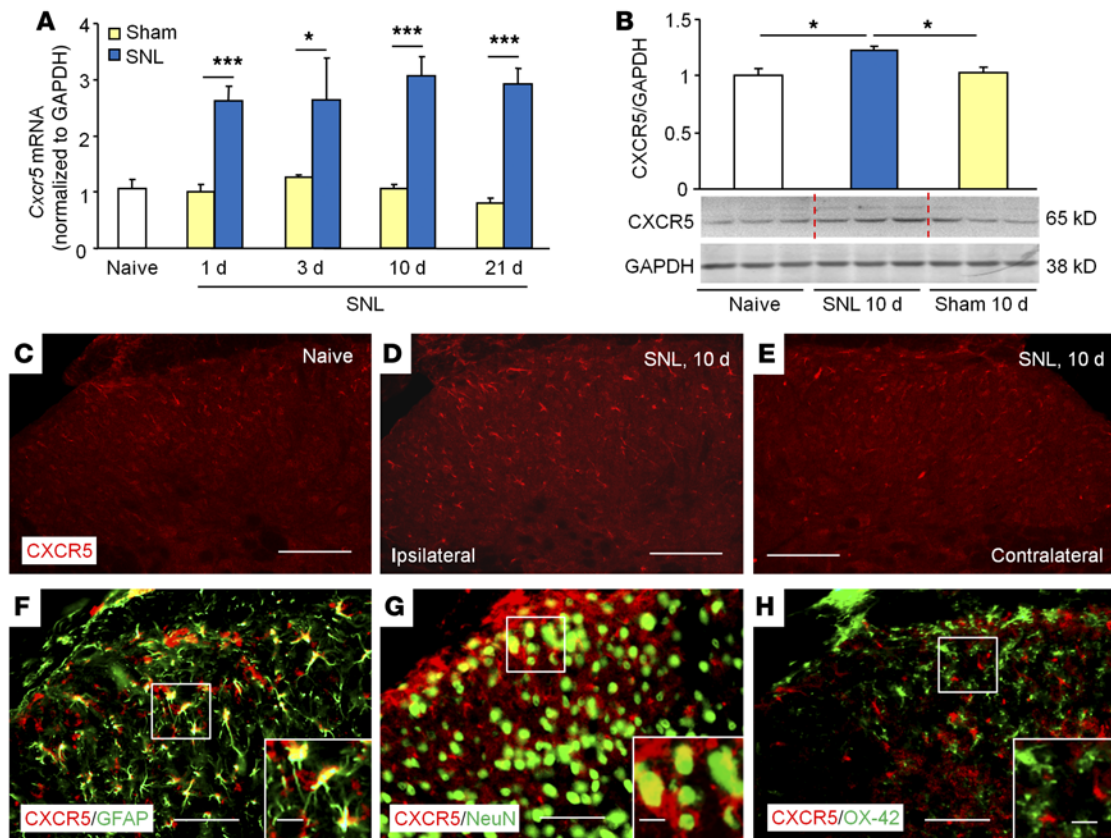 A
Sham
SNL
Cxcr5 mRNA
(normalized to GAPDH)
4
3
2
1
0
***
*
***
***
Naive
1 d
3 d
10 d
21 d
SNL
B
CXCR5/GAPDH
1.5
1
0.5
0
*
*
CXCR5
65 kD
GAPDH
38 kD
Naive
SNL 10 d
Sham 10 d
C
Naive
CXCR5
D
SNL, 10 d
Ipsilateral
E
SNL, 10 d
Contralateral
F
CXCR5/GFAP
G
CXCR5/NeuN
H
CXCR5/OX-42